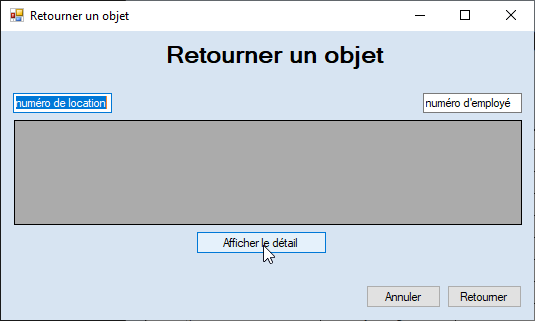 Retourner un objet
Retourner un objet
numéro de location
numéro d'employé
Afficher le détail
Annuler
Retourner